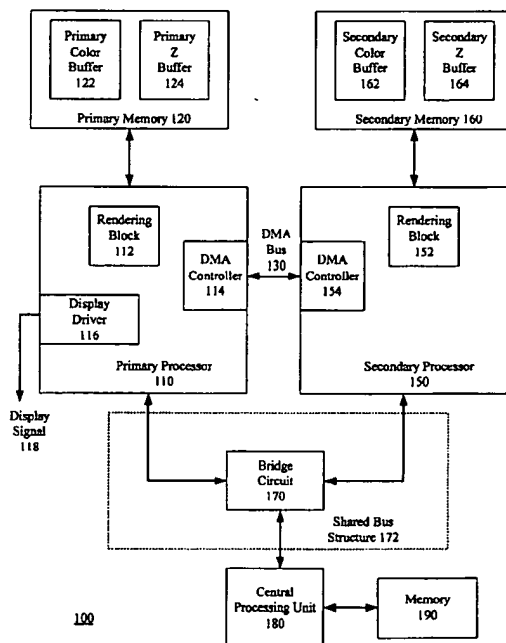 Primary
Color
Buffer
122
Primary
Z
Buffer
124
Primary Memory 120
Secondary
Color
Buffer
162
Secondary
Z
Buffer
164
Secondary Memory 160
Rendering
Block
112
DMA
Controller
114
Display
Driver
116
Primary Processor
110
DMA
Bus
130
Rendering
Block
152
DMA
Controller
154
Secondary Processor
150
Display
Signal
118
Bridge
Circuit
170
Shared Bus
Structure 172
Central
Processing Unit
180
Memory
190
100